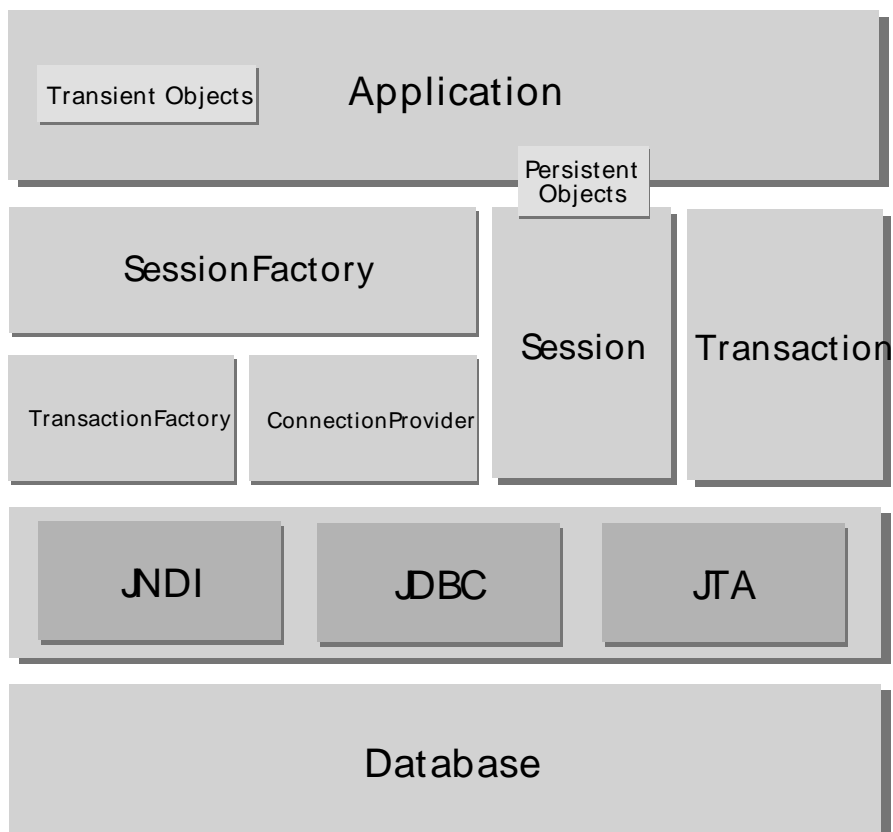 Transient Objects
Application
Persistent
Objects
SessionFactory
Session
Transaction
TransactionFactory
ConnectionProvider
JNDI
JDBC
JTA
Database